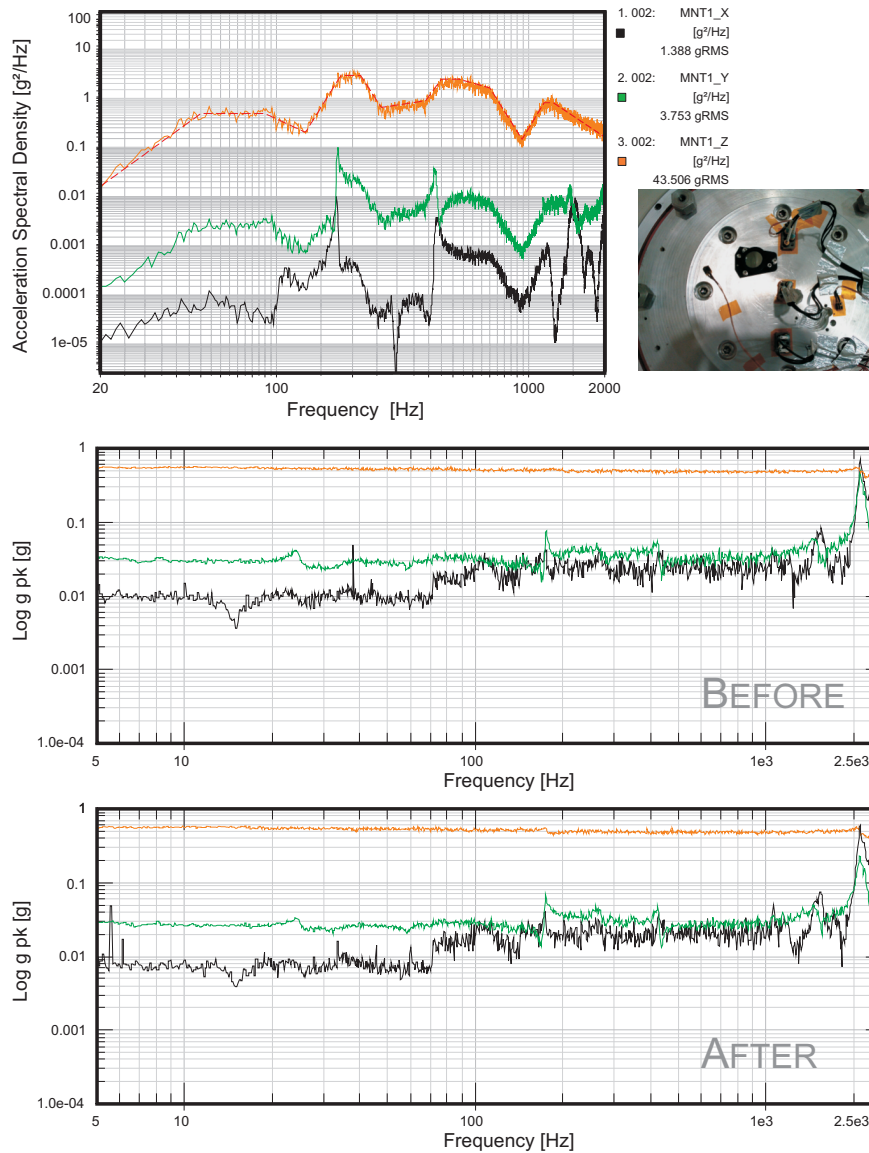 Acceleration Spectral Density [g²/Hz]
100
10
1
0.1
0.01
0.001
0.0001
1e-05
20
100
1000
2000
Frequency [Hz]
1. 002: MNT1_X
[g²/Hz]
1.388 gRMS
2. 002: MNT1_Y
[g²/Hz]
3.753 gRMS
3. 002: MNT1_Z
[g²/Hz]
43.506 gRMS
Log g pk [g]
1
0.1
0.01
0.001
1.0e-04
BEFORE
5
10
100
1e3
2.5e3
Frequency [Hz]
Log g pk [g]
1
0.1
0.01
0.001
1.0e-04
AFTER
5
10
100
1e3
2.5e3
Frequency [Hz]